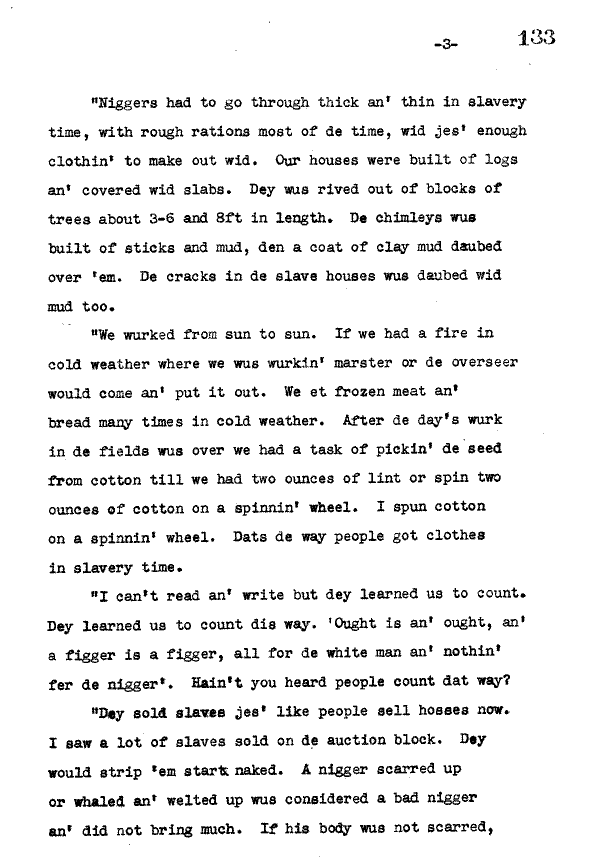 -3- 133
"Niggers had to go through thick an' thin in slavery
time, with rough rations most of de time, wid jes' enough
clothin' to make out wid. Our houses were built of logs
an' covered wid slabs. Dey wus rived out of blocks of
trees about 3-6 and 8ft in length. De chimleys wus
built of sticks and mud, den a coat of clay mud daubed
over 'em. De cracks in de slave houses wus daubed wid
mud too.
"We wurked from sun to sun. If we had a fire in
cold weather where we wus wurkin' marster or de overseer
would come an' put it out. We et frozen meat an'
bread many times in cold weather. After de day's wurk
in de fields wus over we had a task of pickin' de seed
from cotton till we had two ounces of lint or spin two
ounces of cotton on a spinnin' wheel. I spun cotton
on a spinnin' wheel. Dats de way people got clothes
in slavery time.
"I can't read an' write but dey learned us to count.
Dey learned us to count dis way. 'Ought is an' ought, an'
a figger is a figger, all for de white man an' nothin'
fer de nigger'. Hain't you heard people count dat way?
"Dey sold slaves jes' like people sell hosses now.
I saw a lot of slaves sold on de auction block. Dey
would strip 'em stark naked. A nigger scarred up
or whaled an' welted up wus considered a bad nigger
an' did not bring much. If his body wus not scarred,